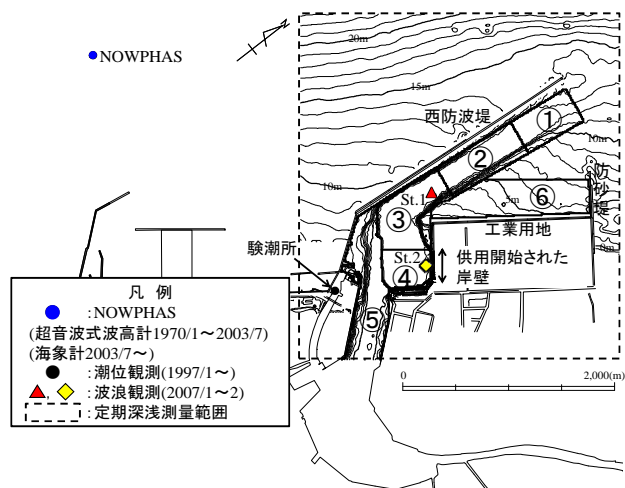 NOWPHAS
20m
15m
西防波堤
①
②
10m
10m
防砂堤
St.1
5m
⑥
③
工業用地
St.2
供用開始された
岸壁
④
験潮所
⑤
凡 例
:NOWPHAS
(超音波式波高計1970/1～2003/7)
(海象計2003/7～)
:潮位観測(1997/1～)
, :波浪観測(2007/1～2)
:定期深浅測量範囲
0 2,000(m)